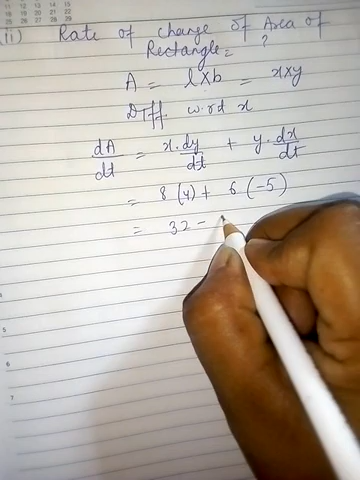 (ii) Rate of change of Area of
Rectangle = ?
A = l×b = x×y
Diff. w.r.d x
dA/dt = x.dy/dt + y.dx/dt
= 8(4) + 6(-5)
= 32 -